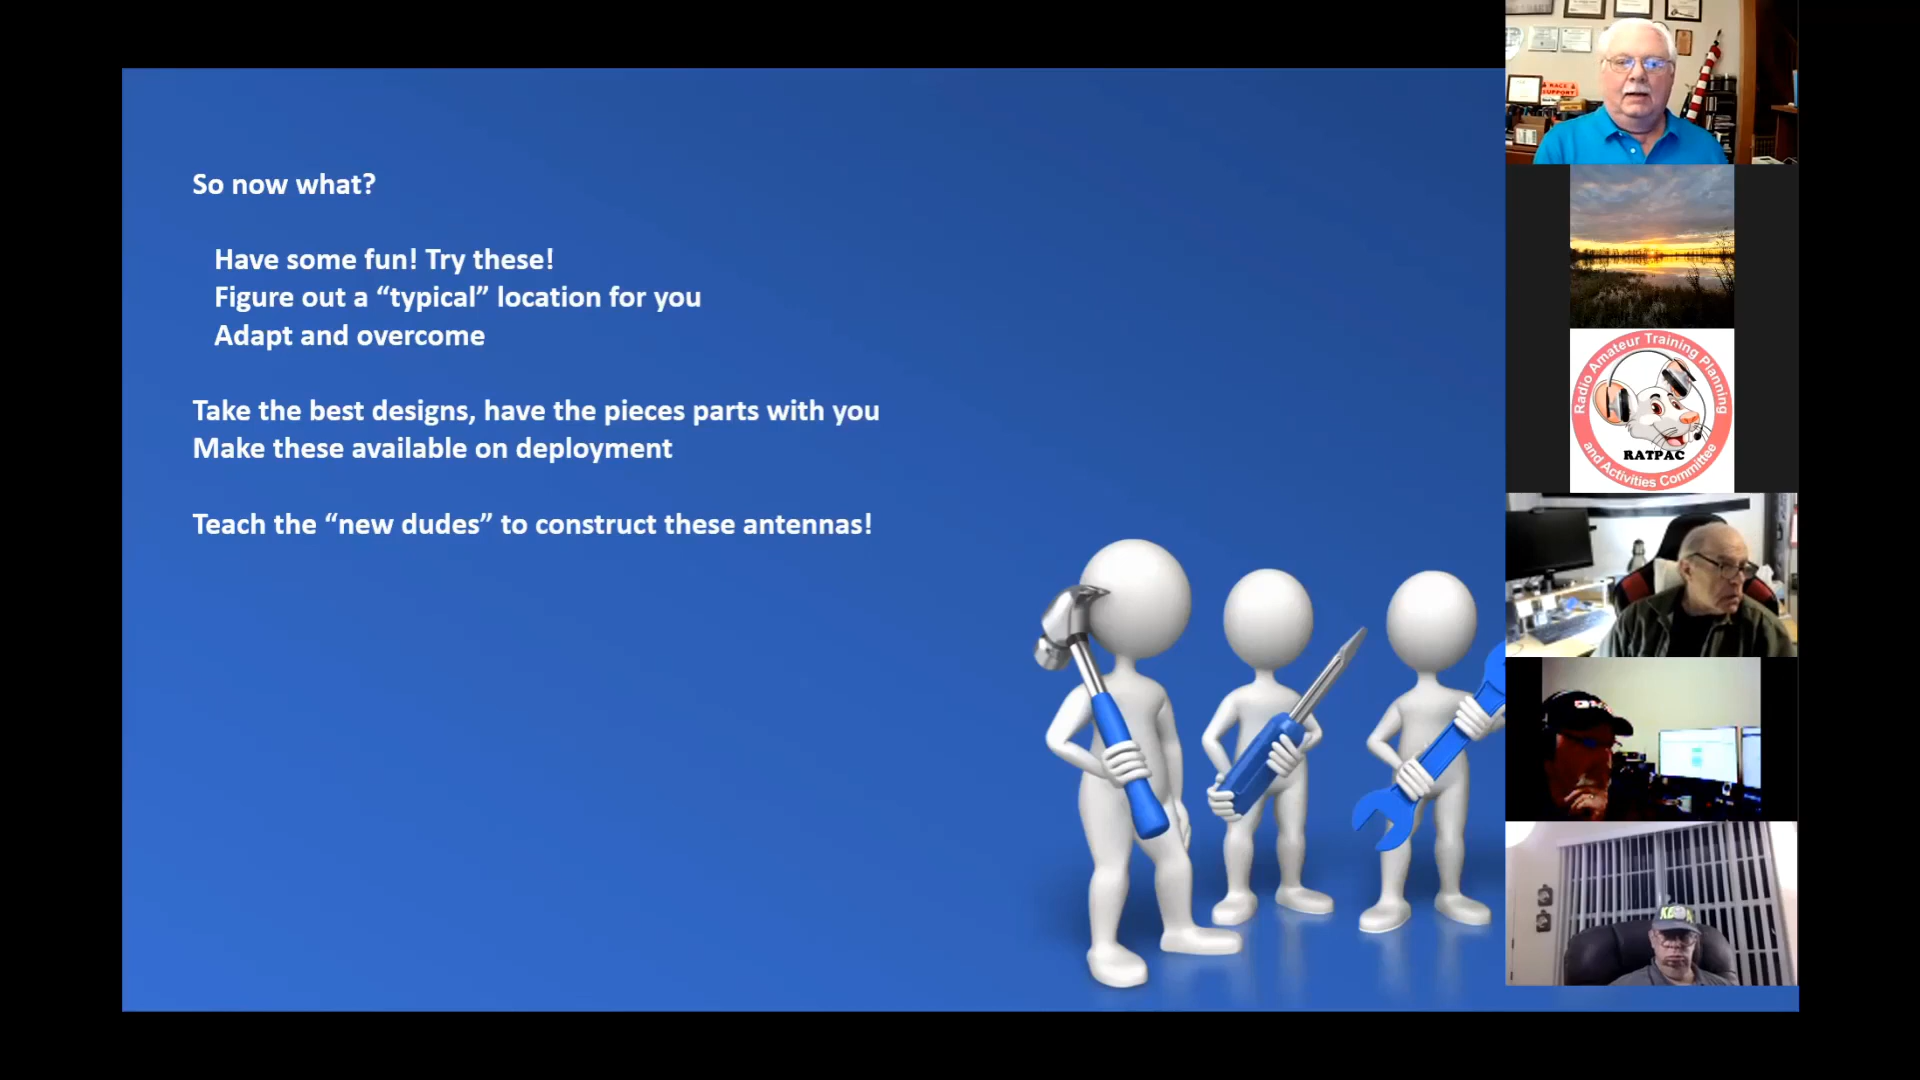 So now what?
Have some fun! Try these!
Figure out a “typical” location for you
Adapt and overcome
Take the best designs, have the pieces parts with you
Make these available on deployment
Teach the “new dudes” to construct these antennas!
RACE
SUPPORT
Radio Amateur Training Planning
and Activities Committee
RATPAC